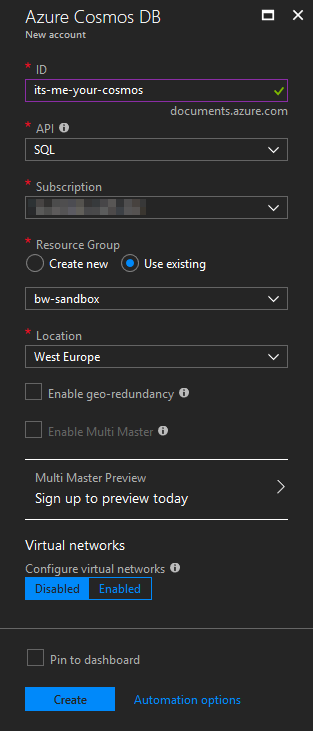 Azure Cosmos DB
New account
* ID
its-me-your-cosmos
documents.azure.com
* API
SQL
* Subscription
* Resource Group
Create new Use existing
bw-sandbox
* Location
West Europe
Enable geo-redundancy
Enable Multi Master
Multi Master Preview
Sign up to preview today
Virtual networks
Configure virtual networks
Disabled Enabled
Pin to dashboard
Create Automation options